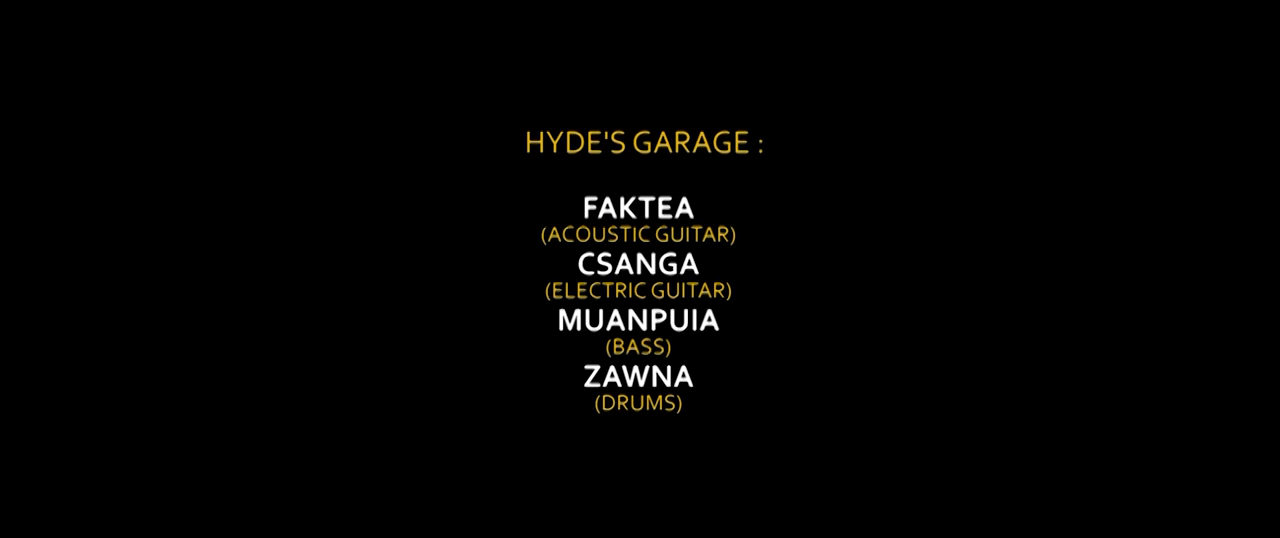 HYDE'S GARAGE :
FAKTEA
(ACOUSTIC GUITAR)
CSANGA
(ELECTRIC GUITAR)
MUANPUIA
(BASS)
ZAWNA
(DRUMS)